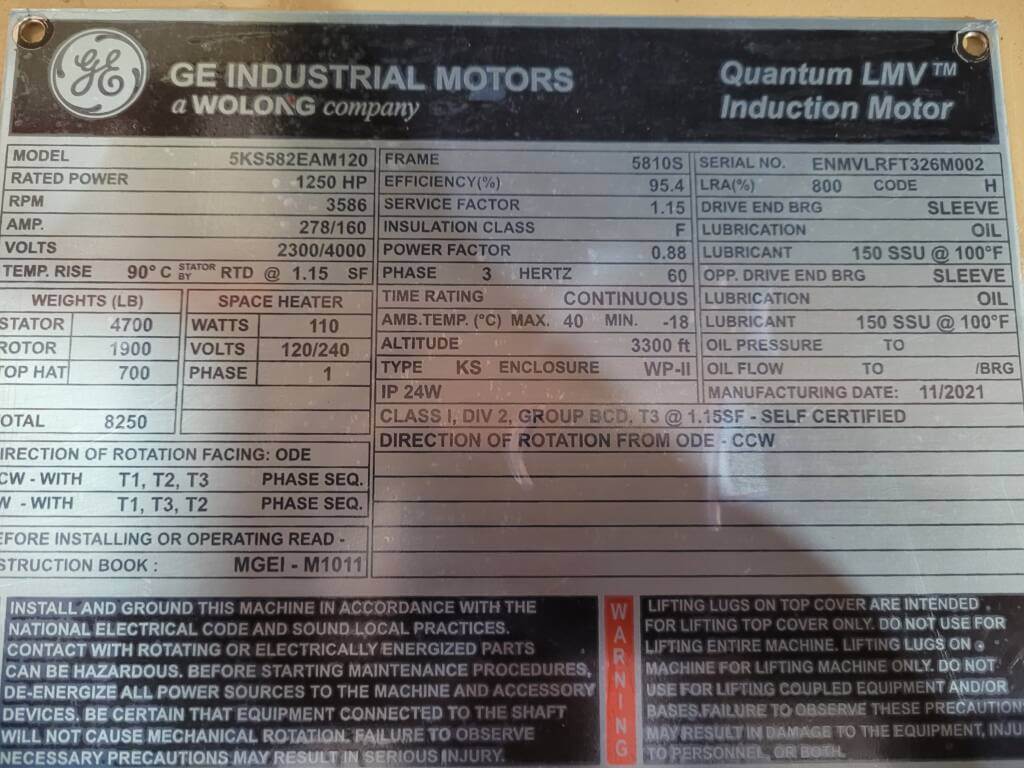 GE
GE INDUSTRIAL MOTORS
a WOLONG company
Quantum LMV™
Induction Motor
MODEL 5KS582EAM120
RATED POWER 1250 HP
RPM 3586
AMP. 278/160
VOLTS 2300/4000
TEMP. RISE 90° C STATOR BY RTD @ 1.15 SF
WEIGHTS (LB)
STATOR 4700
ROTOR 1900
TOP HAT 700
TOTAL 8250
SPACE HEATER
WATTS 110
VOLTS 120/240
PHASE 1
DIRECTION OF ROTATION FACING: ODE
CW - WITH T1, T2, T3 PHASE SEQ.
W - WITH T1, T3, T2 PHASE SEQ.
EFORE INSTALLING OR OPERATING READ -
STRUCTION BOOK : MGEI - M1011
FRAME 5810S
EFFICIENCY(%) 95.4
SERVICE FACTOR 1.15
INSULATION CLASS F
POWER FACTOR 0.88
PHASE 3 HERTZ 60
TIME RATING CONTINUOUS
AMB.TEMP. (°C) MAX. 40 MIN. -18
ALTITUDE 3300 ft
TYPE KS ENCLOSURE WP-II
IP 24W
SERIAL NO. ENMVLRFT326M002
LRA(%) 800 CODE H
DRIVE END BRG SLEEVE
LUBRICATION OIL
LUBRICANT 150 SSU @ 100°F
OPP. DRIVE END BRG SLEEVE
LUBRICATION OIL
LUBRICANT 150 SSU @ 100°F
OIL PRESSURE TO
OIL FLOW TO /BRG
MANUFACTURING DATE: 11/2021
CLASS I, DIV 2, GROUP BCD, T3 @ 1.15SF - SELF CERTIFIED
DIRECTION OF ROTATION FROM ODE - CCW
INSTALL AND GROUND THIS MACHINE IN ACCORDANCE WITH THE
NATIONAL ELECTRICAL CODE AND SOUND LOCAL PRACTICES.
CONTACT WITH ROTATING OR ELECTRICALLY ENERGIZED PARTS
CAN BE HAZARDOUS. BEFORE STARTING MAINTENANCE PROCEDURES,
DE-ENERGIZE ALL POWER SOURCES TO THE MACHINE AND ACCESSORY
DEVICES. BE CERTAIN THAT EQUIPMENT CONNECTED TO THE SHAFT
WILL NOT CAUSE MECHANICAL ROTATION. FAILURE TO OBSERVE
NECESSARY PRECAUTIONS MAY RESULT IN SERIOUS INJURY.
WARNING
LIFTING LUGS ON TOP COVER ARE INTENDED
FOR LIFTING TOP COVER ONLY. DO NOT USE FOR
LIFTING ENTIRE MACHINE. LIFTING LUGS ON
MACHINE FOR LIFTING MACHINE ONLY. DO NOT
USE FOR LIFTING COUPLED EQUIPMENT AND/OR
BASES.FAILURE TO OBSERVE THESE PRECAUTION
MAY RESULT IN DAMAGE TO THE EQUIPMENT, INJU
TO PERSONNEL, OR BOTH.